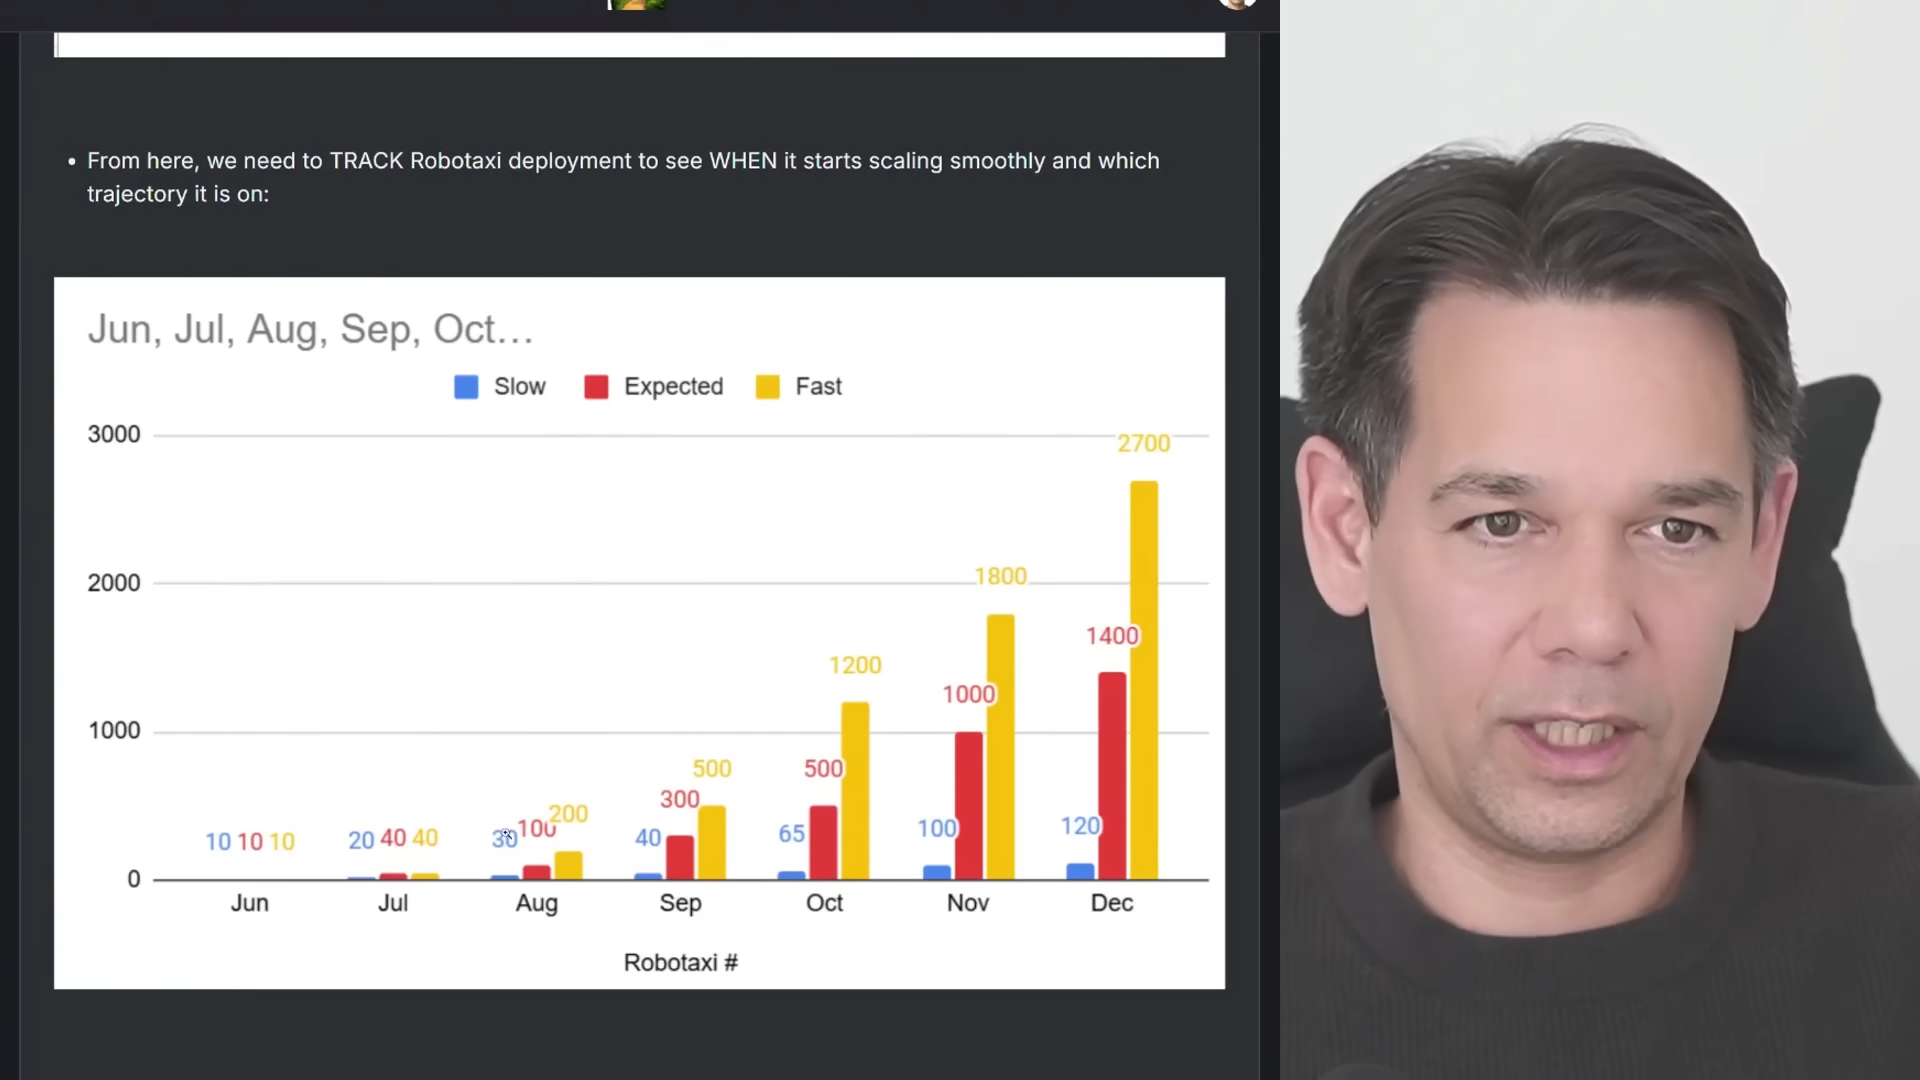 • From here, we need to TRACK Robotaxi deployment to see WHEN it starts scaling smoothly and which
trajectory it is on:
Jun, Jul, Aug, Sep, Oct...
Slow Expected Fast
3000
2700
2000
1800
1400
1200
1000
1000
500 500
300
200
100
10 10 10 20 40 40 30 40 65 100 120
0
Jun Jul Aug Sep Oct Nov Dec
Robotaxi #